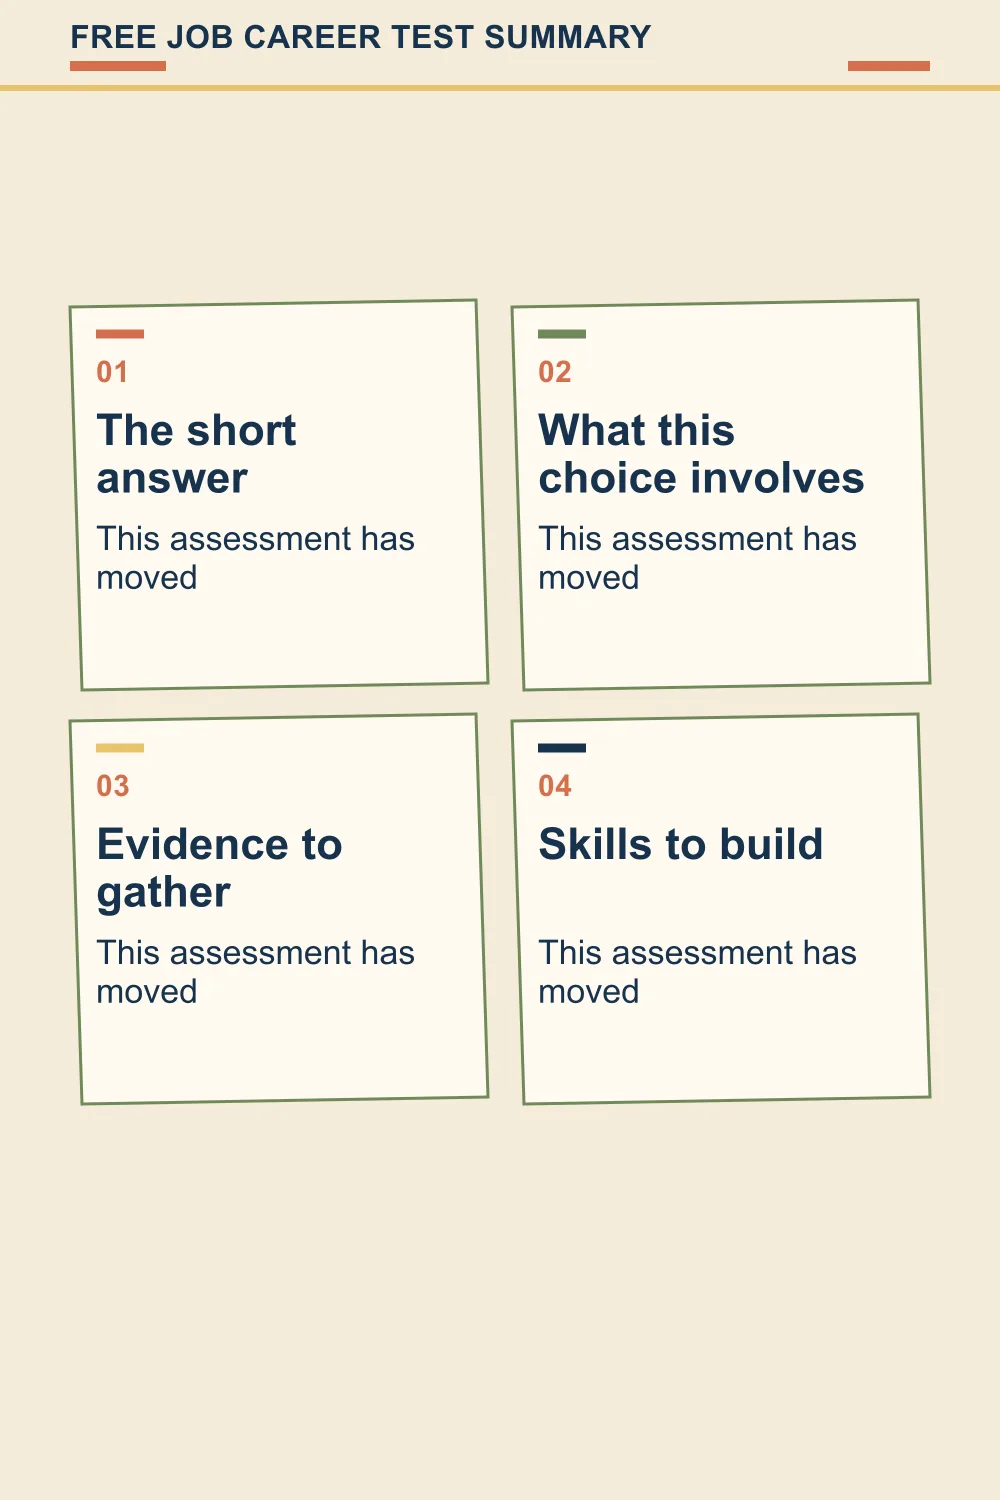 FREE JOB CAREER TEST SUMMARY
01
The short
answer
This assessment has
moved
02
What this
choice involves
This assessment has
moved
03
Evidence to
gather
This assessment has
moved
04
Skills to build
This assessment has
moved